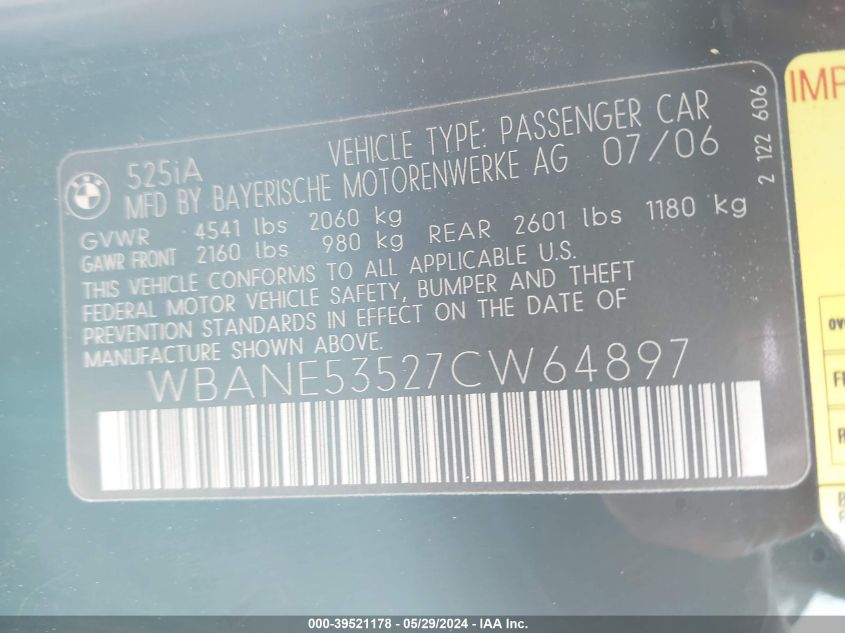 525iA VEHICLE TYPE: PASSENGER CAR
MFD BY BAYERISCHE MOTORENWERKE AG 07/06
GVWR 4541 lbs 2060 kg
GAWR FRONT 2160 lbs 980 kg REAR 2601 lbs 1180 kg
THIS VEHICLE CONFORMS TO ALL APPLICABLE U.S.
FEDERAL MOTOR VEHICLE SAFETY, BUMPER AND THEFT
PREVENTION STANDARDS IN EFFECT ON THE DATE OF
MANUFACTURE SHOWN ABOVE.
WBANE53527CW64897
2 122 606
IMP
000-39521178 - 05/29/2024 - IAA Inc.